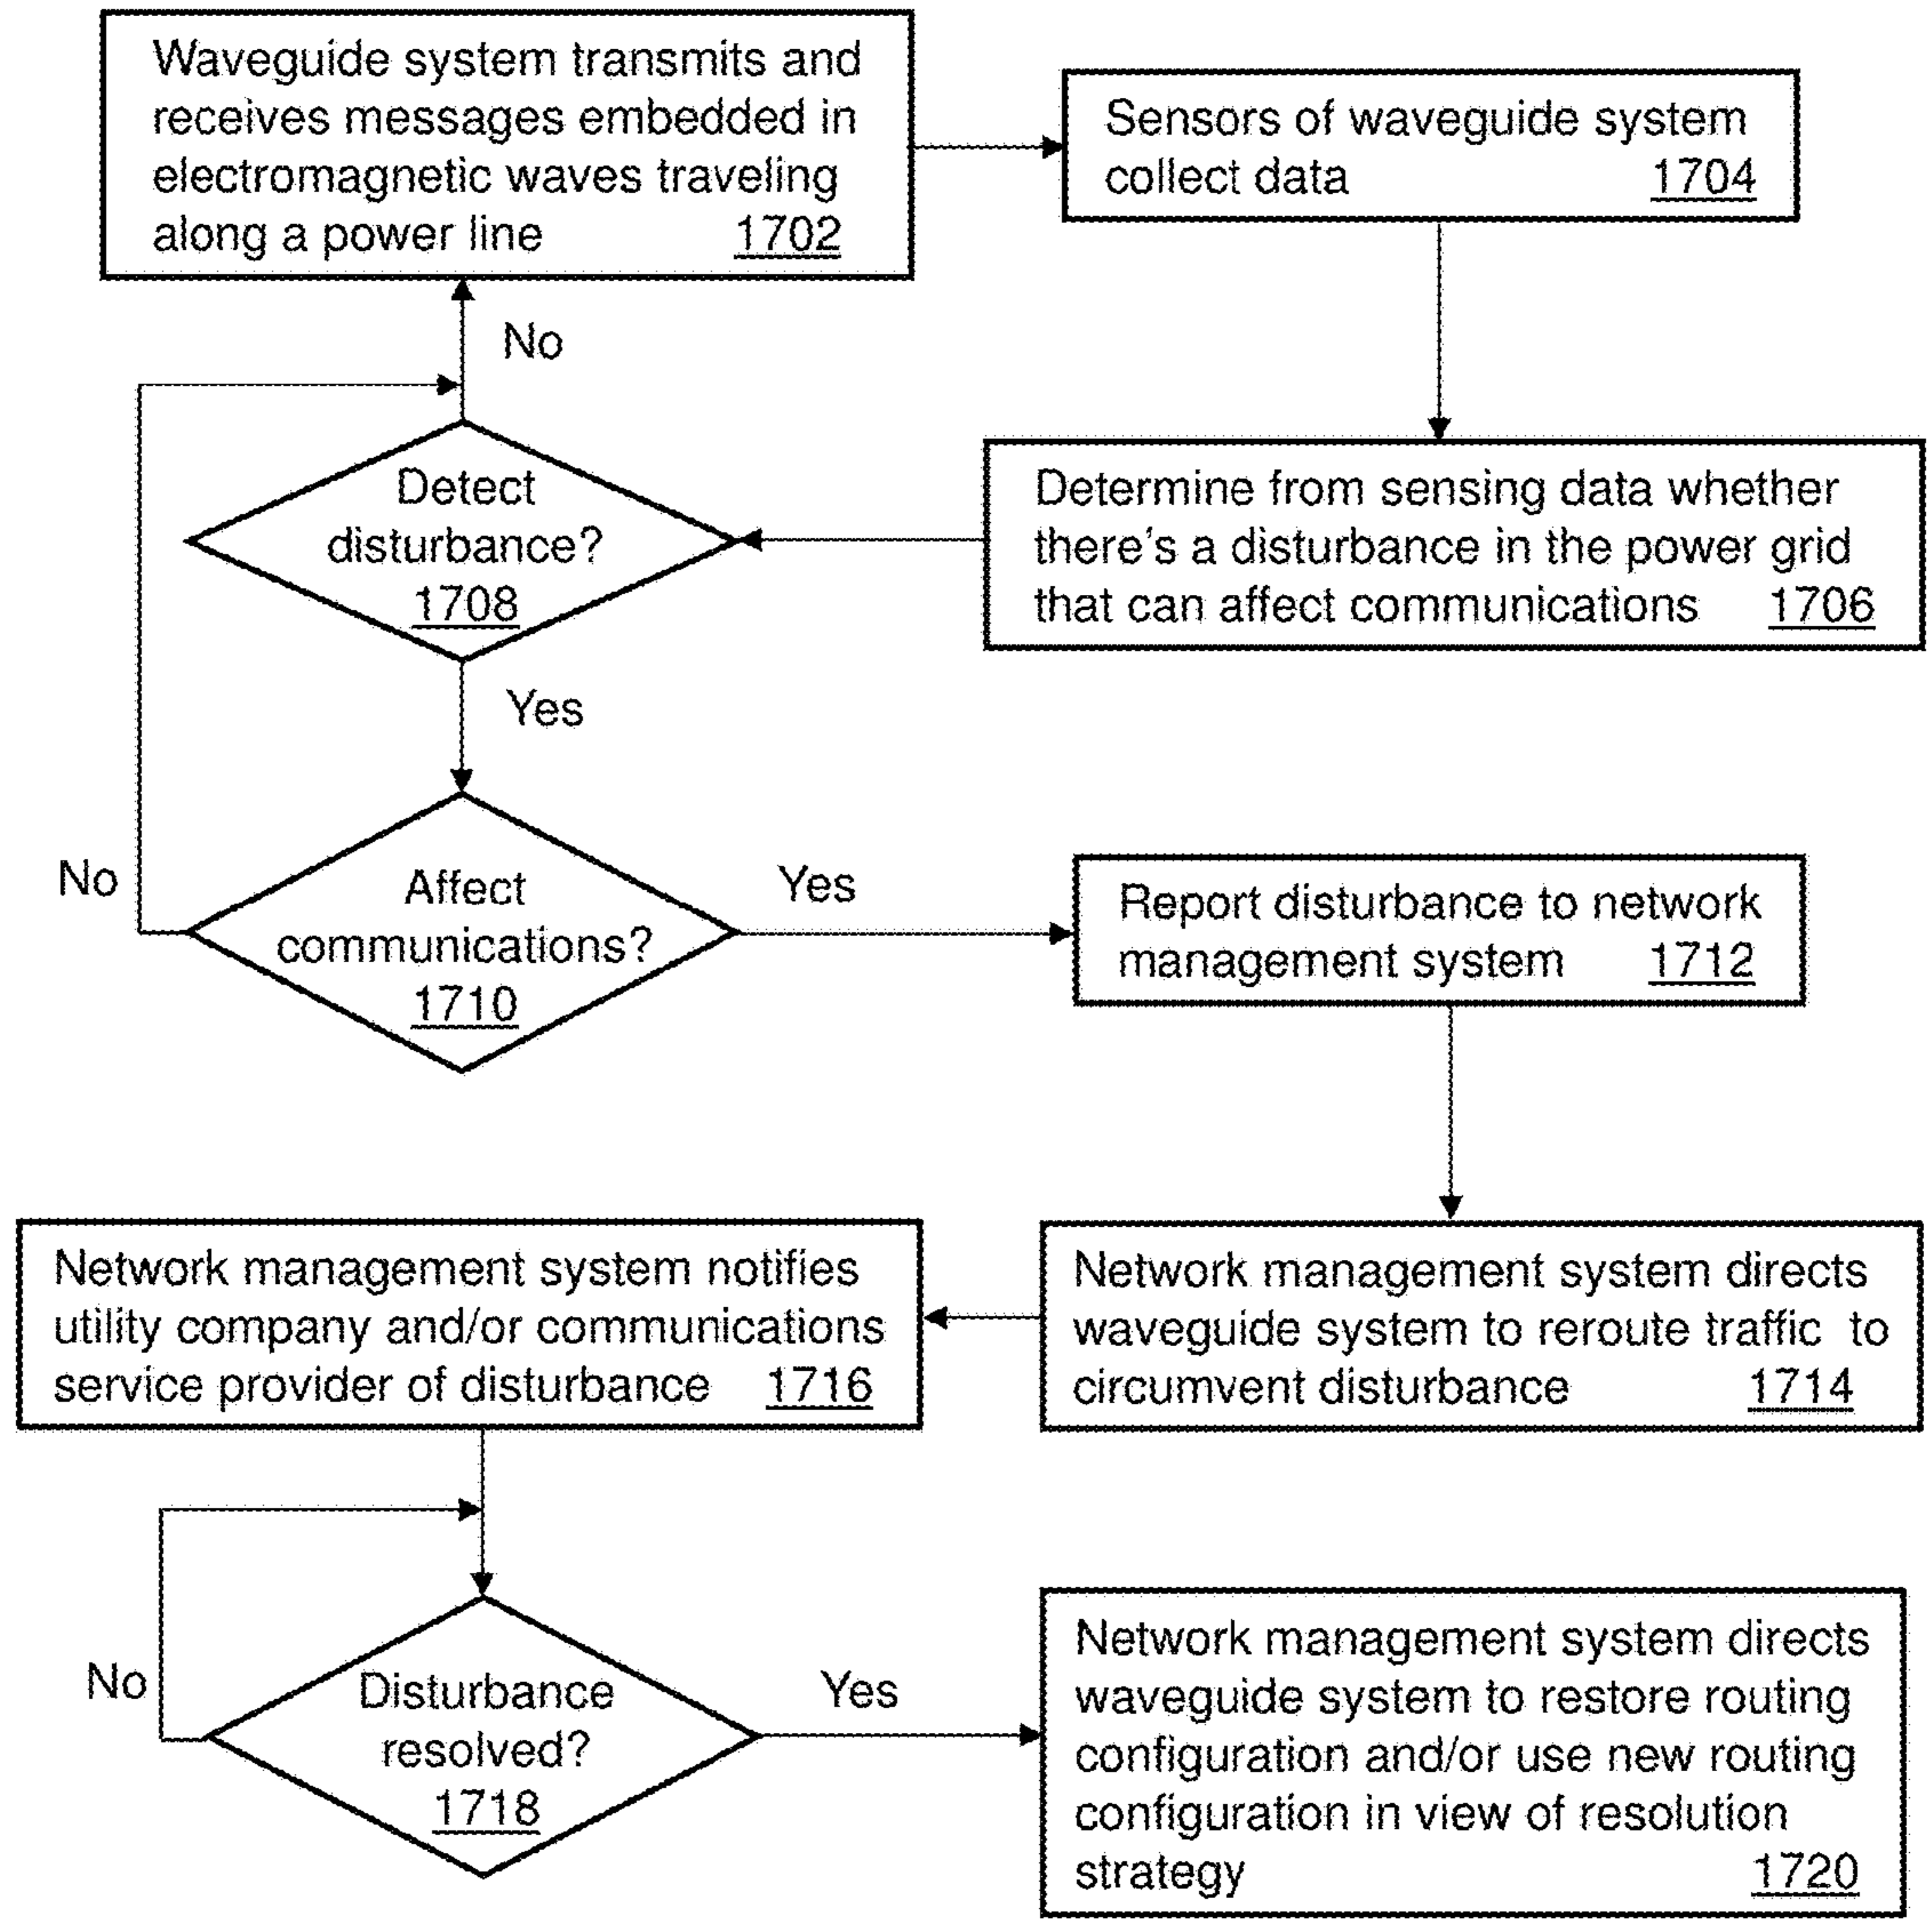 Waveguide system transmits and
receives messages embedded in
electromagnetic waves traveling
along a power line 1702
Sensors of waveguide system
collect data 1704
No
Detect
disturbance?
1708
Determine from sensing data whether
there's a disturbance in the power grid
that can affect communications 1706
Yes
No
Affect
communications?
1710
Yes
Report disturbance to network
management system 1712
Network management system notifies
utility company and/or communications
service provider of disturbance 1716
Network management system directs
waveguide system to reroute traffic to
circumvent disturbance 1714
No
Disturbance
resolved?
1718
Yes
Network management system directs
waveguide system to restore routing
configuration and/or use new routing
configuration in view of resolution
strategy 1720